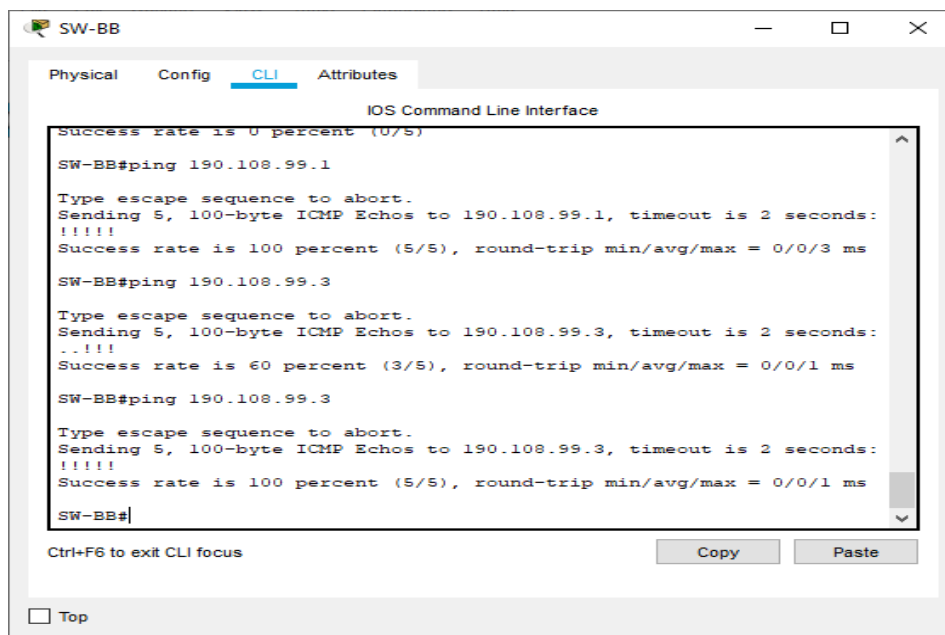 SW-BB
Physical Config CLI Attributes
IOS Command Line Interface
Success rate is 0 percent (0/5)
SW-BB#ping 190.108.99.1
Type escape sequence to abort.
Sending 5, 100-byte ICMP Echos to 190.108.99.1, timeout is 2 seconds:
!!!!!
Success rate is 100 percent (5/5), round-trip min/avg/max = 0/0/3 ms
SW-BB#ping 190.108.99.3
Type escape sequence to abort.
Sending 5, 100-byte ICMP Echos to 190.108.99.3, timeout is 2 seconds:
..!!!
Success rate is 60 percent (3/5), round-trip min/avg/max = 0/0/1 ms
SW-BB#ping 190.108.99.3
Type escape sequence to abort.
Sending 5, 100-byte ICMP Echos to 190.108.99.3, timeout is 2 seconds:
!!!!!
Success rate is 100 percent (5/5), round-trip min/avg/max = 0/0/1 ms
SW-BB#
Ctrl+F6 to exit CLI focus
Copy Paste
Top